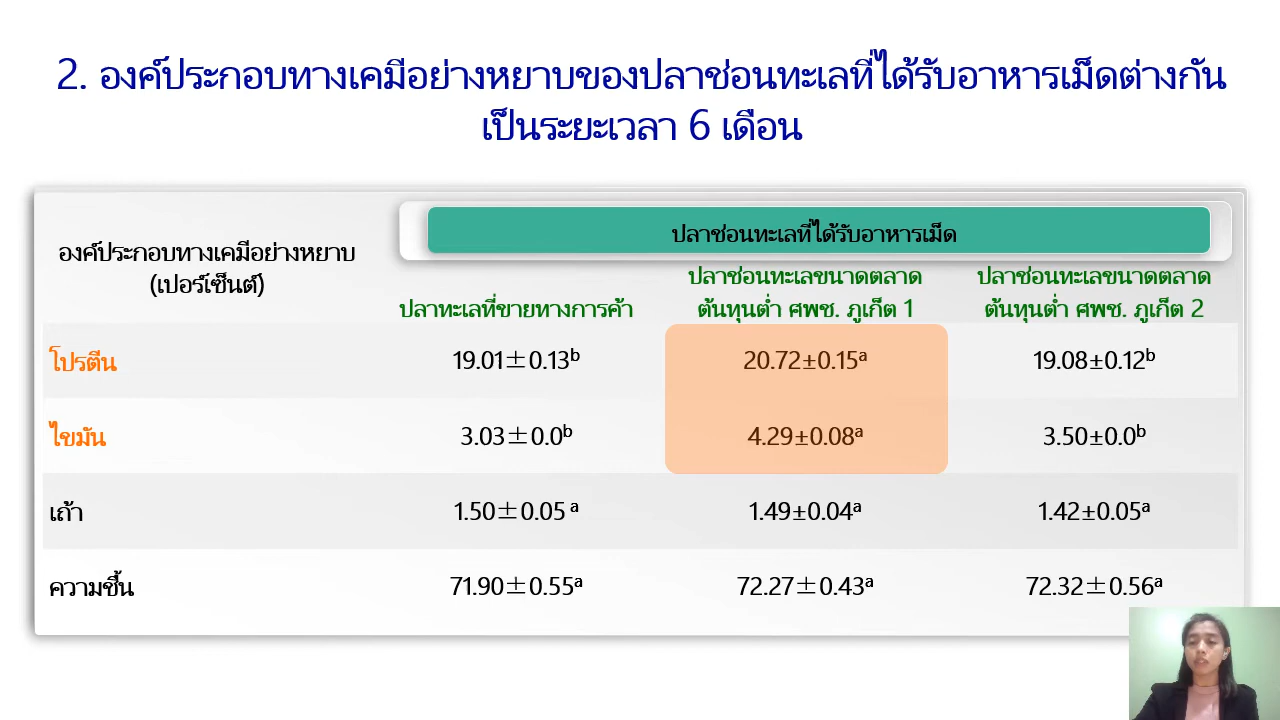 2. องค์ประกอบทางเคมีอย่างหยาบของปลาช่อนทะเลที่ได้รับอาหารเม็ดต่างกัน
เป็นระยะเวลา 6 เดือน
องค์ประกอบทางเคมีอย่างหยาบ
(เปอร์เซ็นต์)
ปลาช่อนทะเลที่ได้รับอาหารเม็ด
ปลาทะเลที่ขายทางการค้า
ปลาช่อนทะเลขนาดตลาด
ต้นทุนต่ำ ศพช. ภูเก็ต 1
ปลาช่อนทะเลขนาดตลาด
ต้นทุนต่ำ ศพช. ภูเก็ต 2
โปรตีน 19.01±0.13ᵇ 20.72±0.15ᵃ 19.08±0.12ᵇ
ไขมัน 3.03±0.0ᵇ 4.29±0.08ᵃ 3.50±0.0ᵇ
เถ้า 1.50±0.05 ᵃ 1.49±0.04ᵃ 1.42±0.05ᵃ
ความชื้น 71.90±0.55ᵃ 72.27±0.43ᵃ 72.32±0.56ᵃ